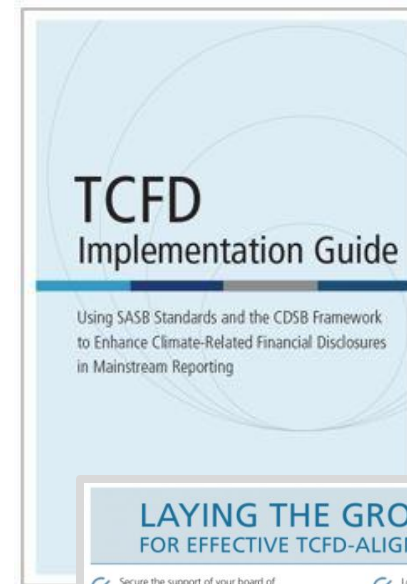 TCFD
Implementation Guide
Using SASB Standards and the CDSB Framework
to Enhance Climate-Related Financial Disclosures
in Mainstream Reporting
LAYING THE GRO
FOR EFFECTIVE TCFD-ALIG
Secure the support of your board of